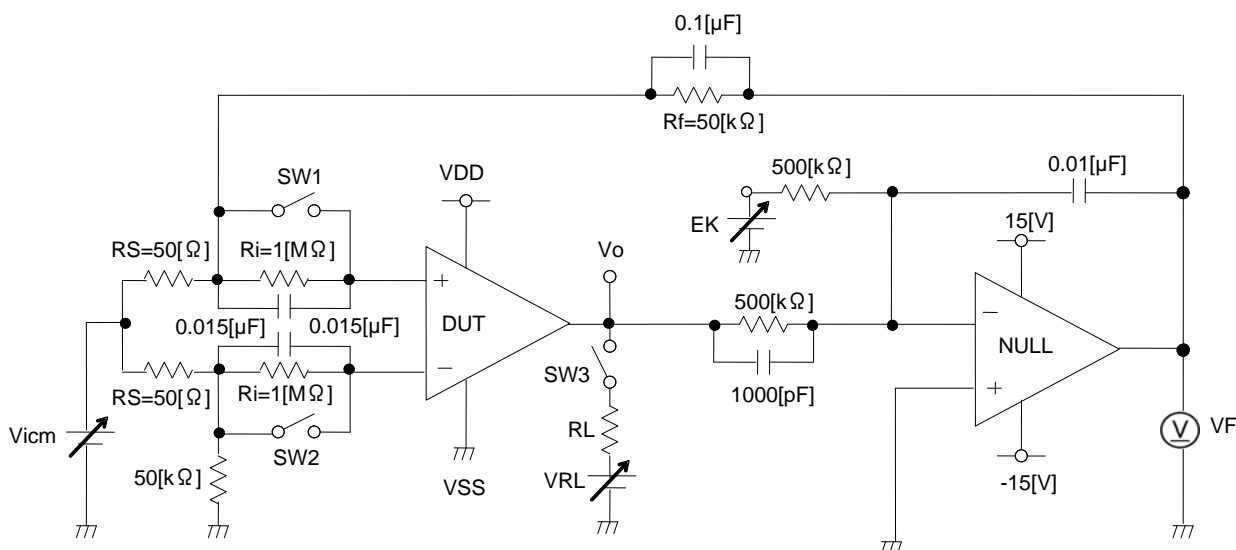 0.1[µF]
Rf=50[kΩ]
VDD
SW1
500[kΩ]
0.01[µF]
EK
15[V]
RS=50[Ω]
Ri=1[MΩ]
Vo
+
500[kΩ]
−
0.015[µF]
0.015[µF]
DUT
NULL
−
SW3
+
RS=50[Ω]
Ri=1[MΩ]
1000[pF]
Vicm
RL
V
VF
SW2
50[kΩ]
VSS
VRL
-15[V]